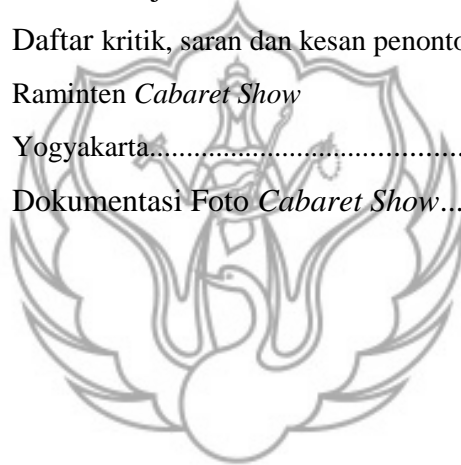 Daftar kritik, saran dan kesan penonto
Raminten Cabaret Show
Yogyakarta...............................................
Dokumentasi Foto Cabaret Show...